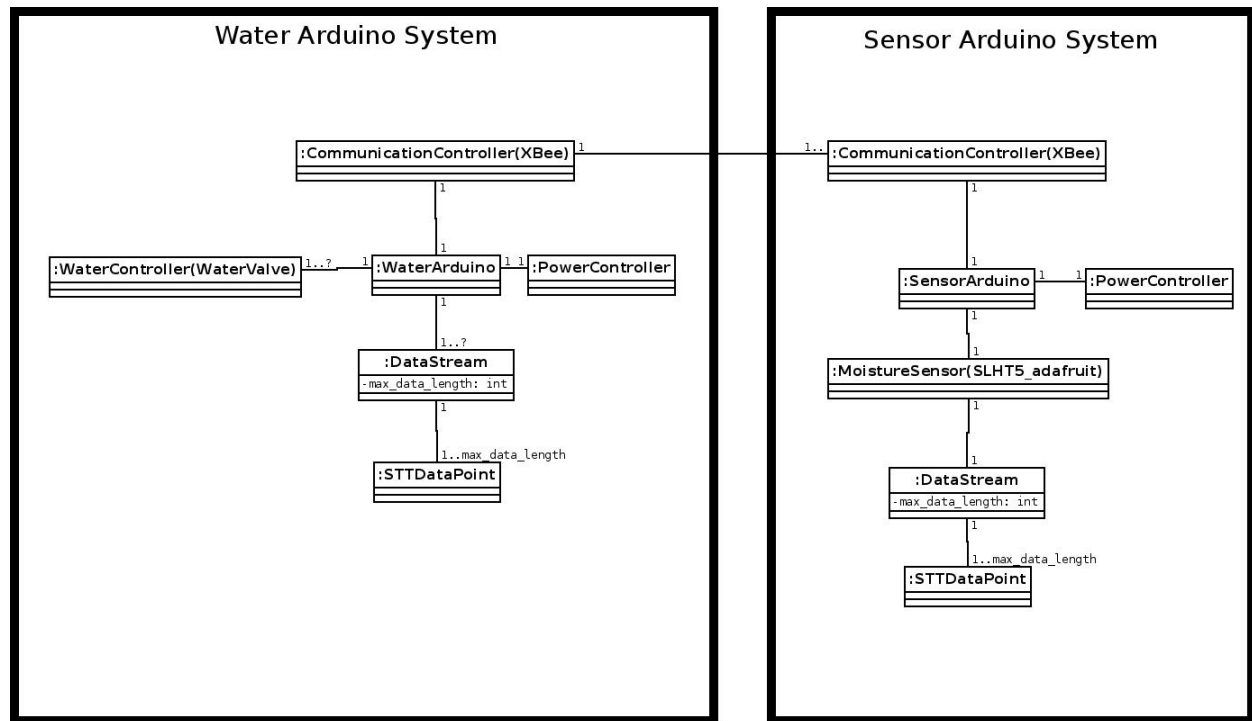 Water Arduino System
:CommunicationController(XBee)
1
1
1
:WaterController(WaterValve)
1..?
1
:WaterArduino
1
1
:PowerController
1
1..?
:DataStream
-max_data_length: int
1
1..max_data_length
:STTDataPoint
Sensor Arduino System
1..
:CommunicationController(XBee)
1
1
:SensorArduino
1
1
:PowerController
1
1
:MoistureSensor(SLHT5_adafruit)
1
1
:DataStream
-max_data_length: int
1
1..max_data_length
:STTDataPoint